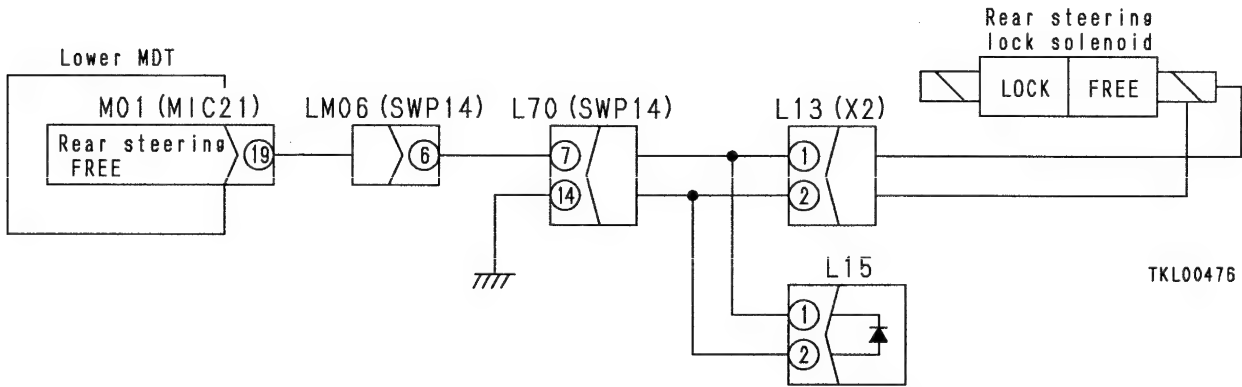 Rear steering
lock solenoid
LOCK
FREE
Lower MDT
M01 (MIC21)
Rear steering
FREE
19
LM06 (SWP14)
6
L70 (SWP14)
7
14
L13 (X2)
1
2
L15
1
2
TKL00476